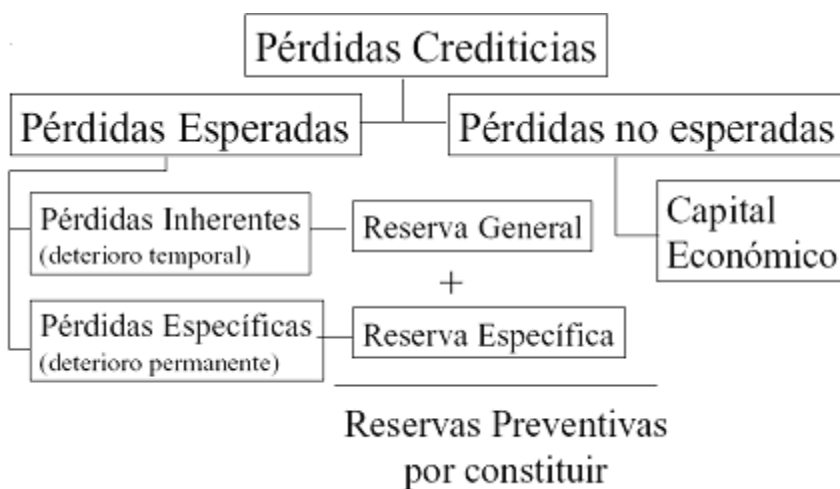 Pérdidas Crediticias
Pérdidas Esperadas
Pérdidas no esperadas
Pérdidas Inherentes
(deterioro temporal)
Reserva General
Capital
Económico
+
Pérdidas Específicas
(deterioro permanente)
Reserva Específica
Reservas Preventivas
por constituir